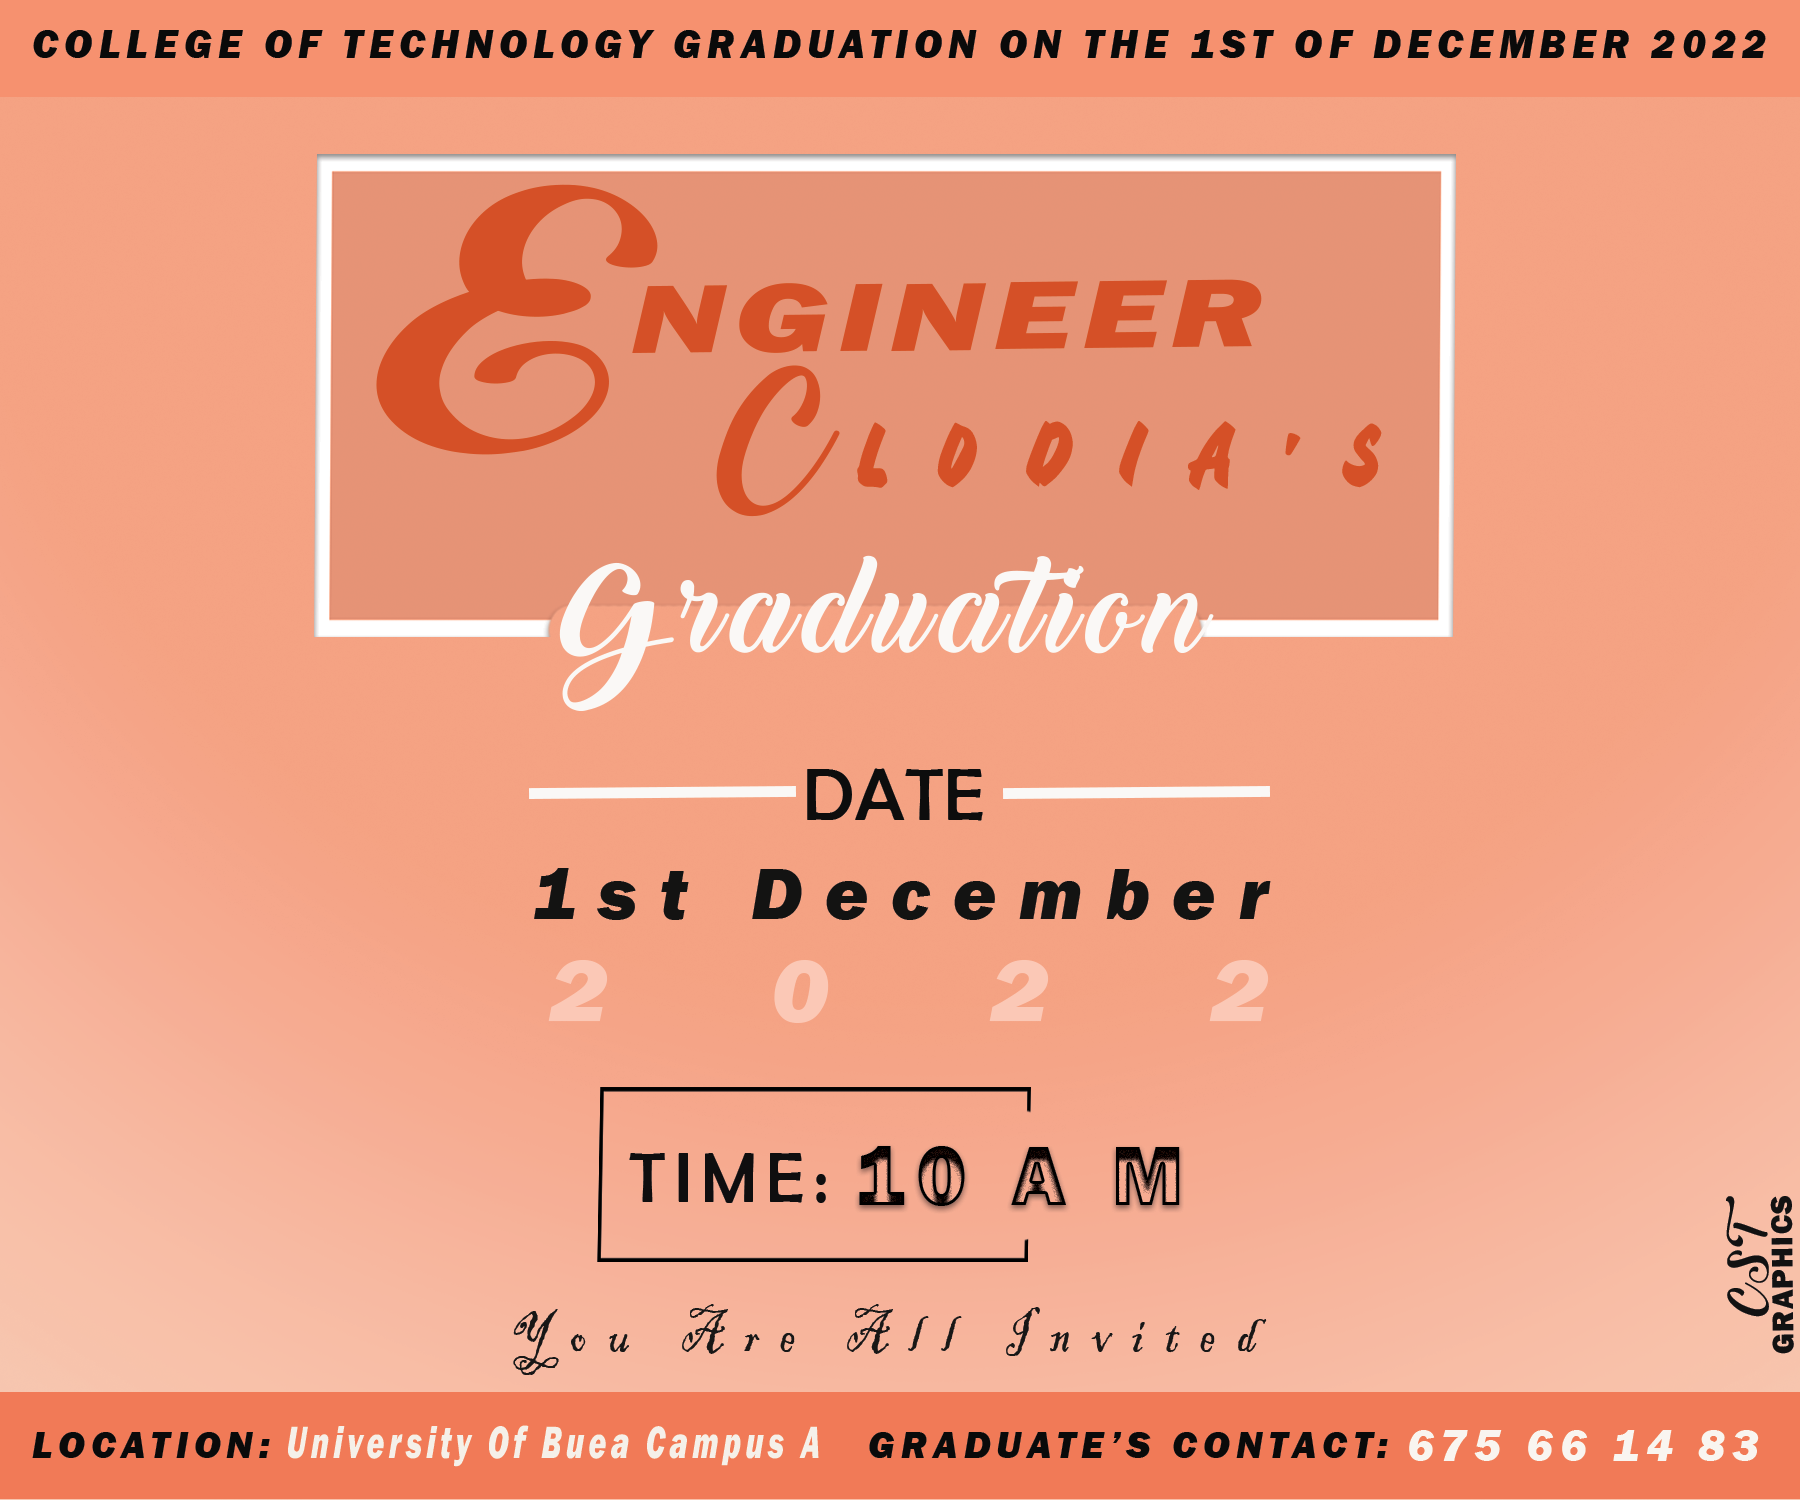 COLLEGE OF TECHNOLOGY GRADUATION ON THE 1ST OF DECEMBER 2022
ENGINEER
CLODIA'S
Graduation
DATE
1st December
2022
TIME: 10 AM
You Are All Invited
CST
GRAPHICS
LOCATION: University Of Buea Campus A GRADUATE'S CONTACT: 675 66 14 83